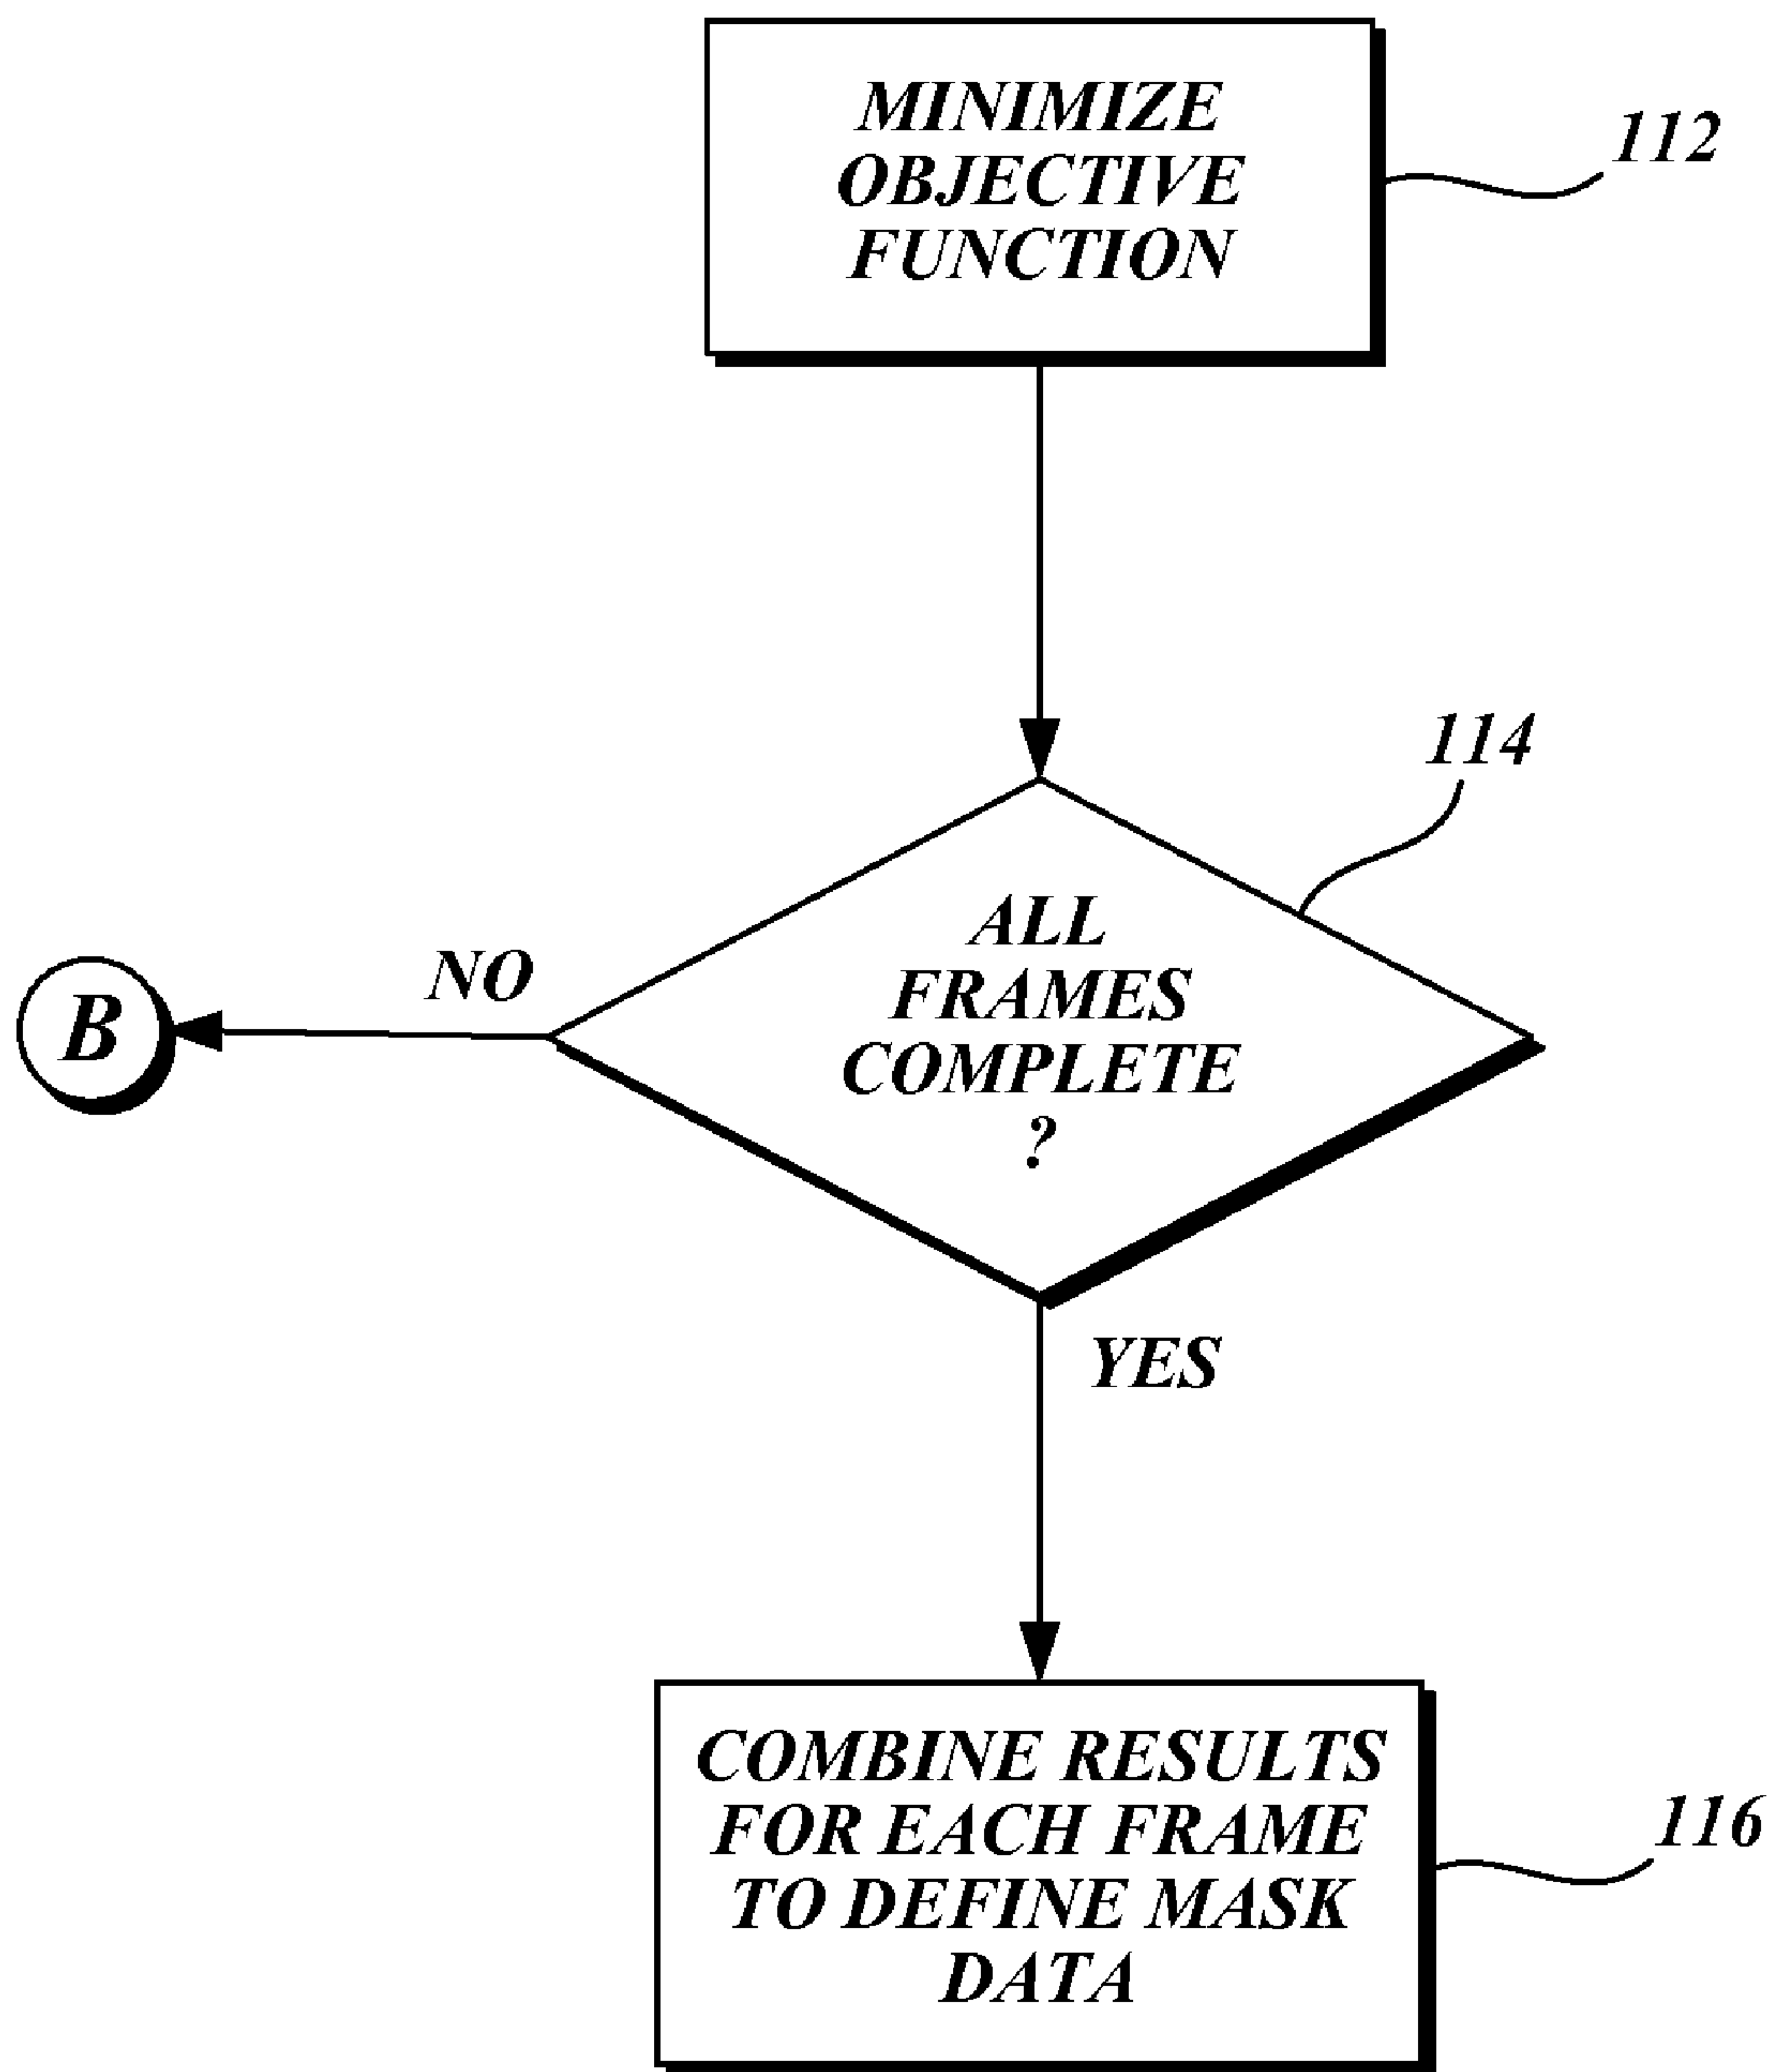 MINIMIZE
OBJECTIVE
FUNCTION
112
114
ALL
FRAMES
COMPLETE
?
NO
B
YES
COMBINE RESULTS
FOR EACH FRAME
TO DEFINE MASK
DATA
116